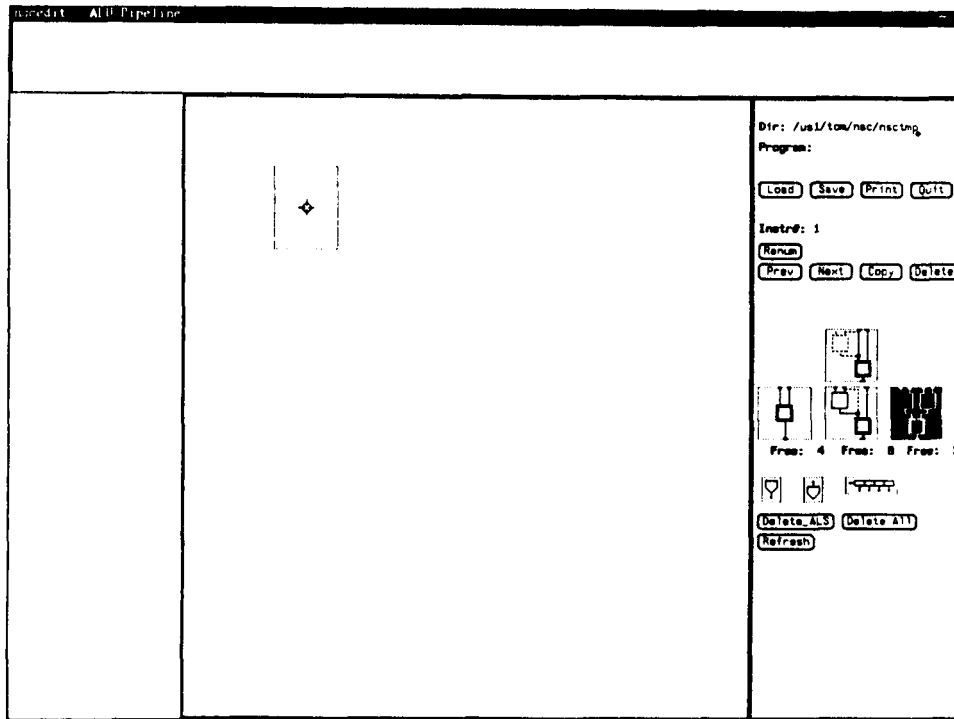 nscedit ALU Pipeline
Dir: /us1/tom/nsc/nsctmp
Program:
Load Save Print Quit
Instr#: 1
Renum
Prev Next Copy Delete
Free: 4 Free: 8 Free:
Delete_ALS Delete All
Refresh